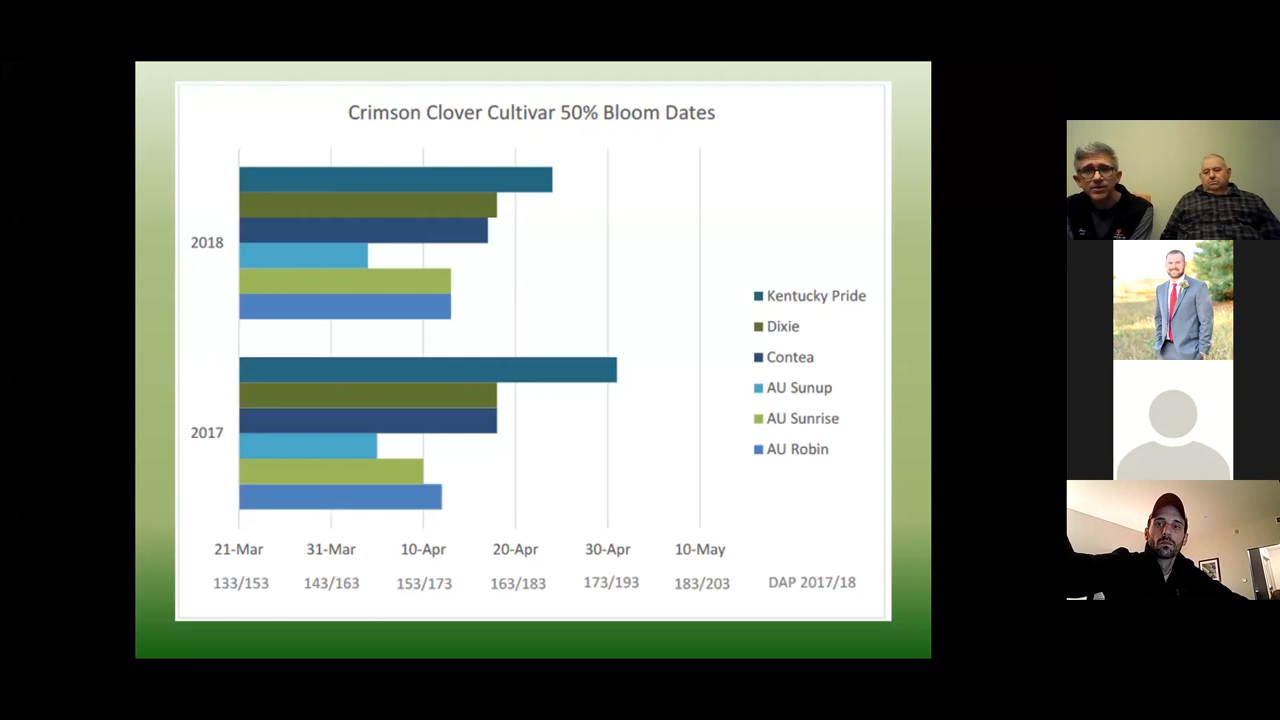 Crimson Clover Cultivar 50% Bloom Dates
2018
2017
Kentucky Pride
Dixie
Contea
AU Sunup
AU Sunrise
AU Robin
21-Mar 31-Mar 10-Apr 20-Apr 30-Apr 10-May
133/153 143/163 153/173 163/183 173/193 183/203 DAP 2017/18